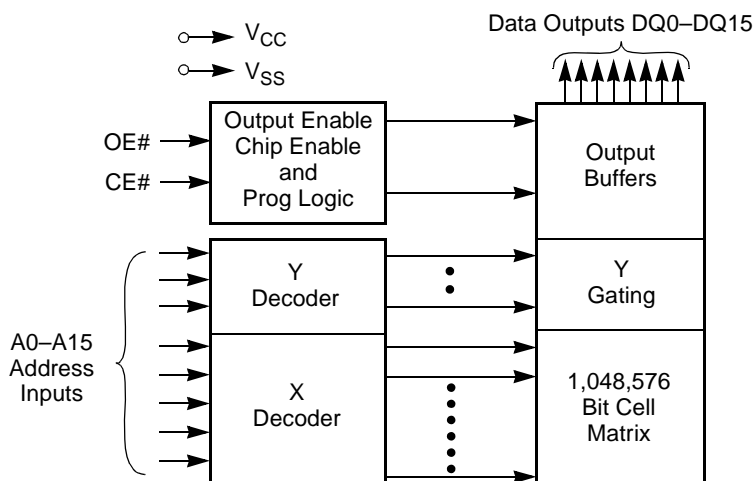 Data Outputs DQ0–DQ15
VCC
VSS
OE#
CE#
Output Enable
Chip Enable
and
Prog Logic
Output
Buffers
A0–A15
Address
Inputs
Y
Decoder
Y
Gating
X
Decoder
1,048,576
Bit Cell
Matrix